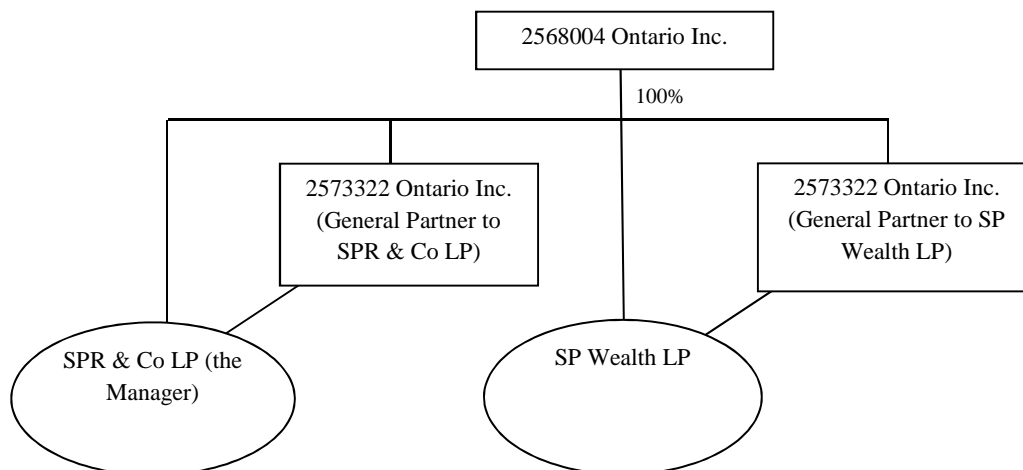 2568004 Ontario Inc.
100%
2573322 Ontario Inc.
(General Partner to
SPR & Co LP)
2573322 Ontario Inc.
(General Partner to SP
Wealth LP)
SPR & Co LP (the
Manager)
SP Wealth LP